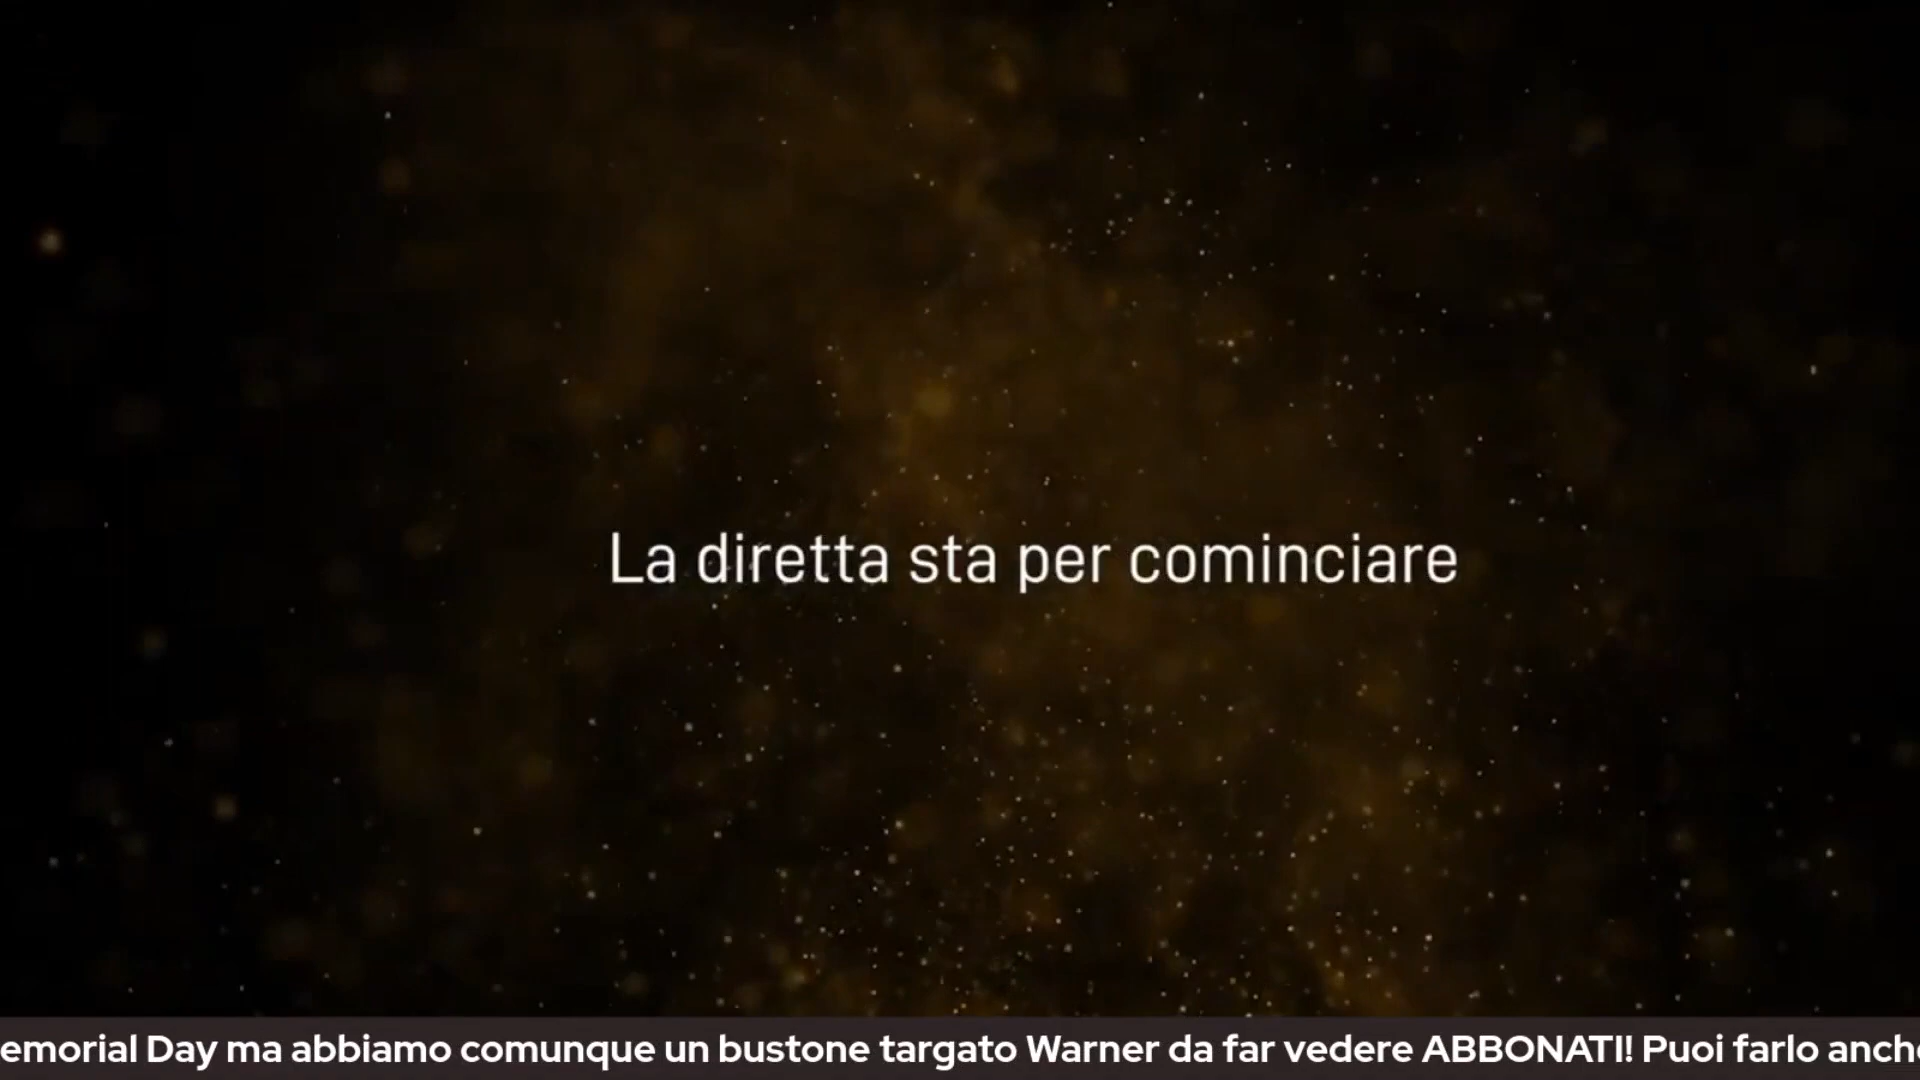 La diretta sta per cominciare
emorial Day ma abbiamo comunque un bustone targato Warner da far vedere ABBONATI! Puoi farlo anche